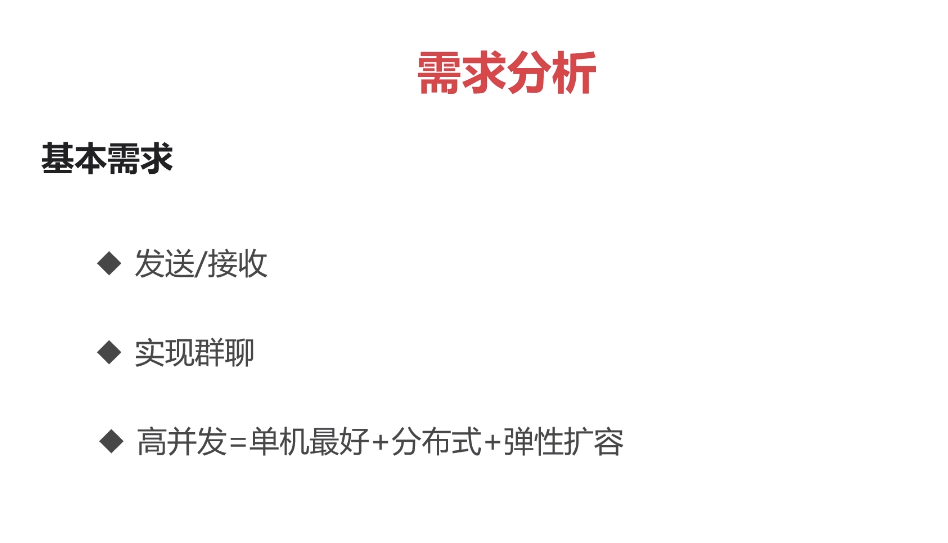 需求分析
基本需求
◆ 发送/接收
◆ 实现群聊
◆ 高并发=单机最好+分布式+弹性扩容